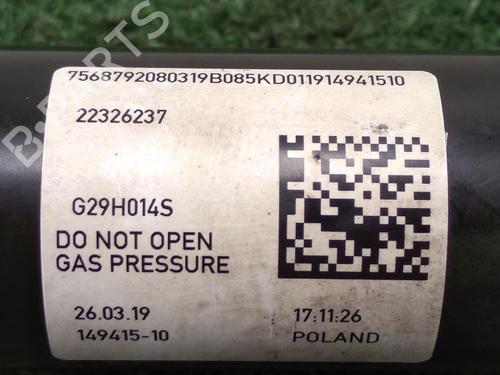 7568792080319B085KD011914941510
22326237
G29H014S
DO NOT OPEN
GAS PRESSURE
26.03.19
17:11:26
149415-10
POLAND